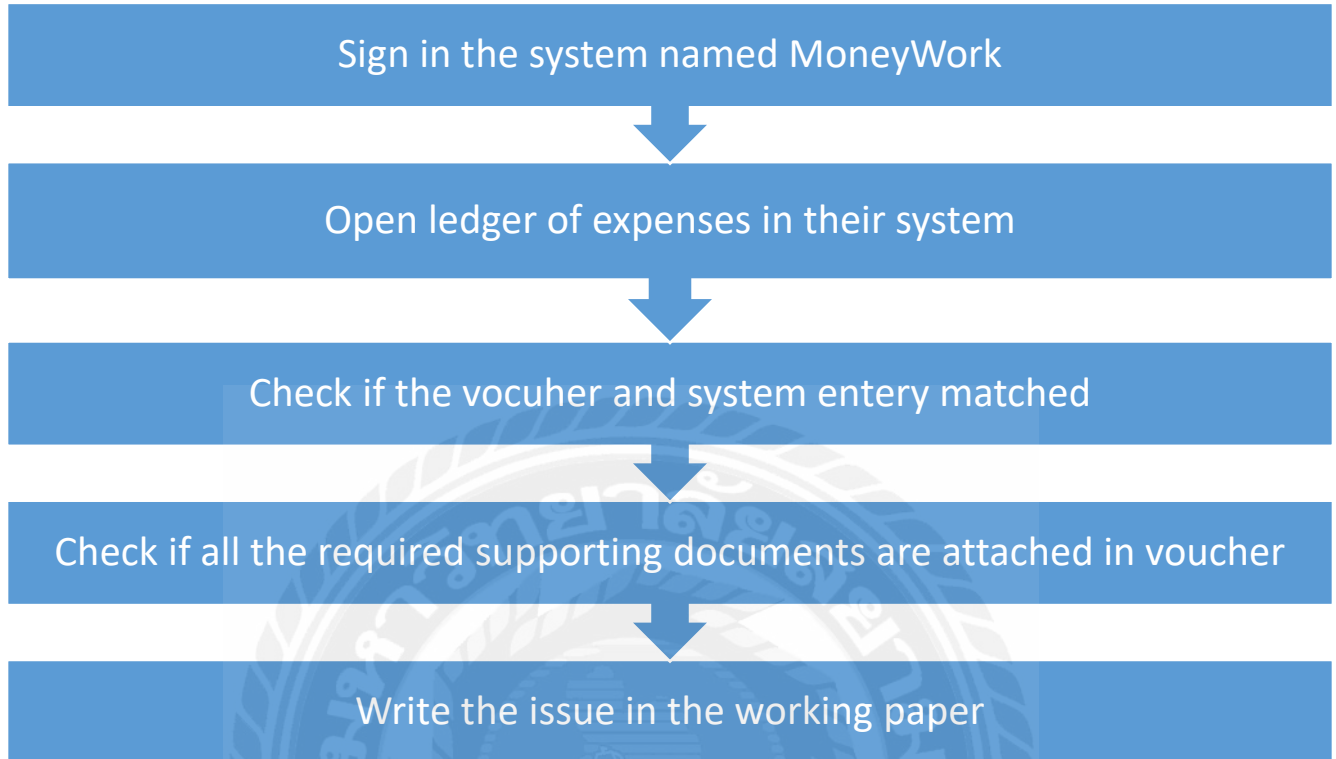 Sign in the system named MoneyWork
Open ledger of expenses in their system
Check if the vocuher and system entery matched
Check if all the required supporting documents are attached in voucher
Write the issue in the working paper